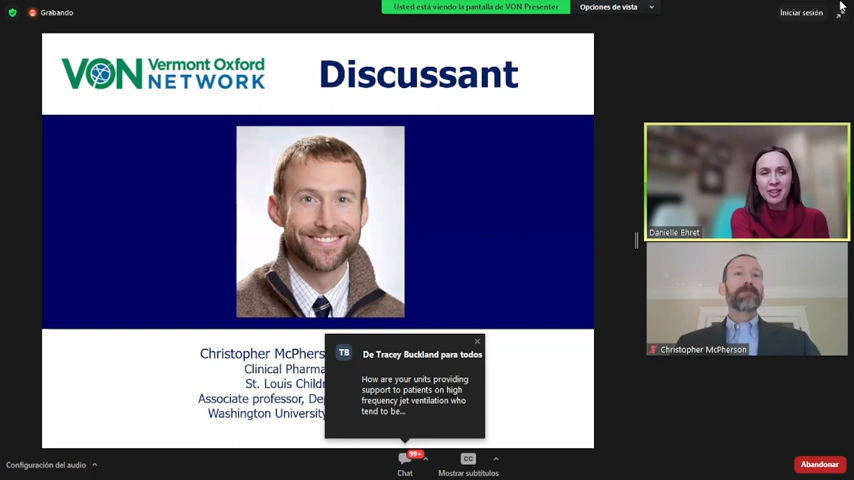 Grabando
Usted está viendo la pantalla de VON Presenter
Opciones de vista
Iniciar sesión
VON Vermont Oxford
NETWORK
Discussant
Danielle Ehret
Christopher McPherson
Christopher McPhers
Clinical Pharma
St. Louis Childr
Associate professor, Dep
Washington University
TB De Tracey Buckland para todos
How are your units providing
support to patients on high
frequency jet ventilation who
tend to be...
Configuración del audio
99+
Chat
CC
Mostrar subtítulos
Abandonar